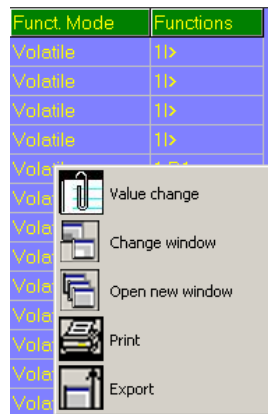 Funct. Mode Functions
Volatile 1I>
Volatile 1I>
Volatile 1I>
Volatile 1I>
Value change
Change window
Open new window
Print
Export